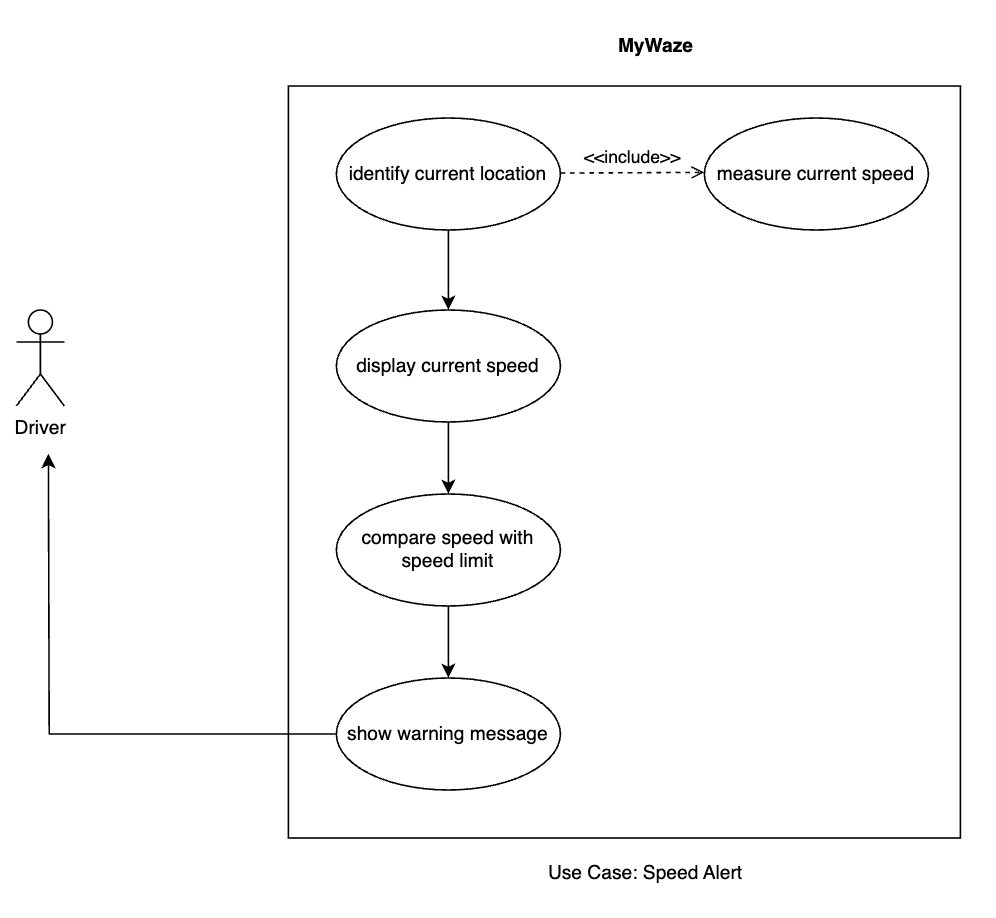 MyWaze
identify current location
<<include>>
measure current speed
display current speed
Driver
compare speed with
speed limit
show warning message
Use Case: Speed Alert